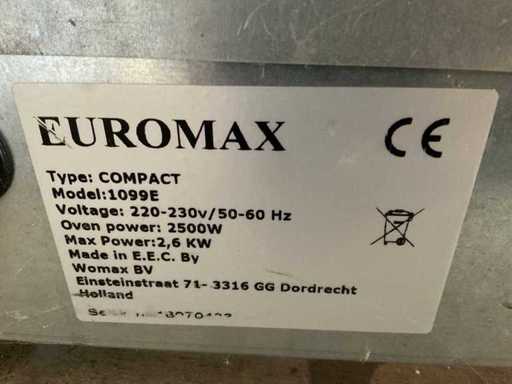 EUROMAX
CE
Type: COMPACT
Model:1099E
Voltage: 220-230v/50-60 Hz
Oven power: 2500W
Max Power:2,6 KW
Made in E.E.C. By
Womax BV
Einsteinstraat 71- 3316 GG Dordrecht
Holland